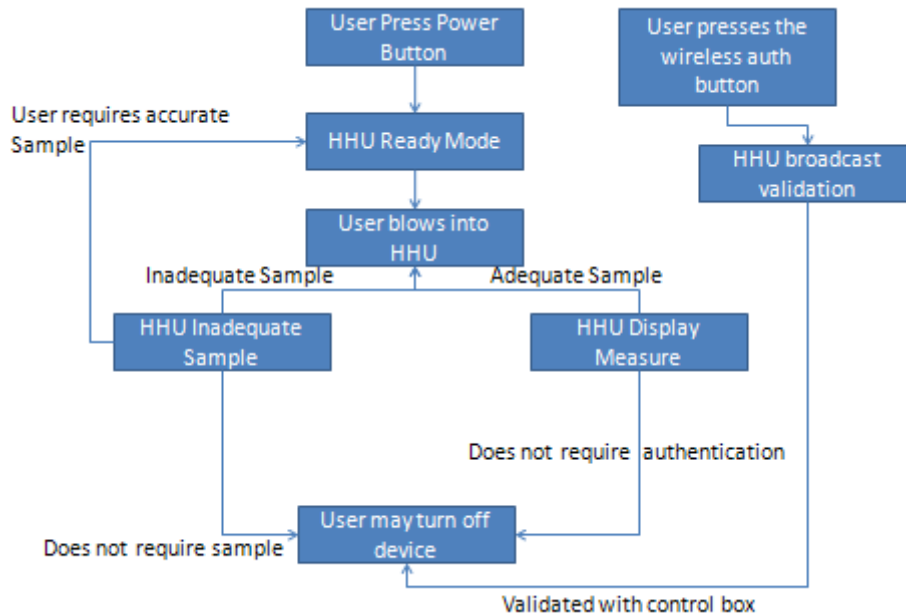 User Press Power
Button
User presses the
wireless auth
button
User requires accurate
Sample
HHU Ready Mode
HHU broadcast
validation
User blows into
HHU
Inadequate Sample
Adequate Sample
HHU Inadequate
Sample
HHU Display
Measure
Does not require authentication
User may turn off
device
Does not require sample
Validated with control box